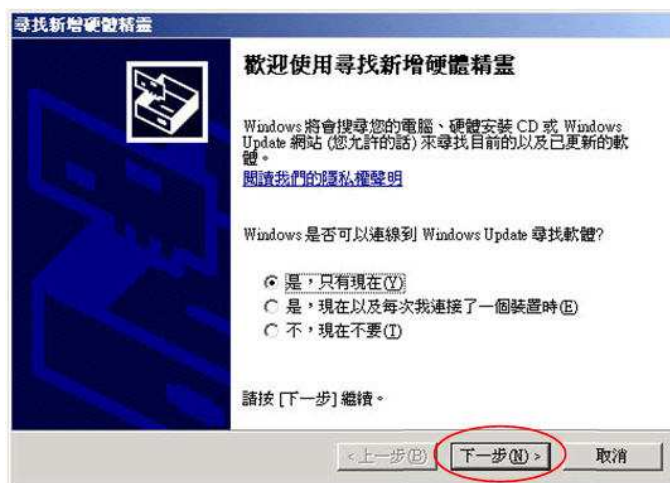 尋找新增硬體精靈
歡迎使用尋找新增硬體精靈
Windows 將會搜尋您的電腦、硬體安裝 CD 或 Windows
Update 網站 (您允許的話) 來尋找目前的以及已更新的軟
體。
閱讀我們的隱私權聲明
Windows 是否可以連線到 Windows Update 尋找軟體?
是，只有現在(Y)
是，現在以及每次我連接了一個裝置時(E)
不，現在不要(T)
請按 [下一步] 繼續。
<上一步(B) 下一步(N)> 取消